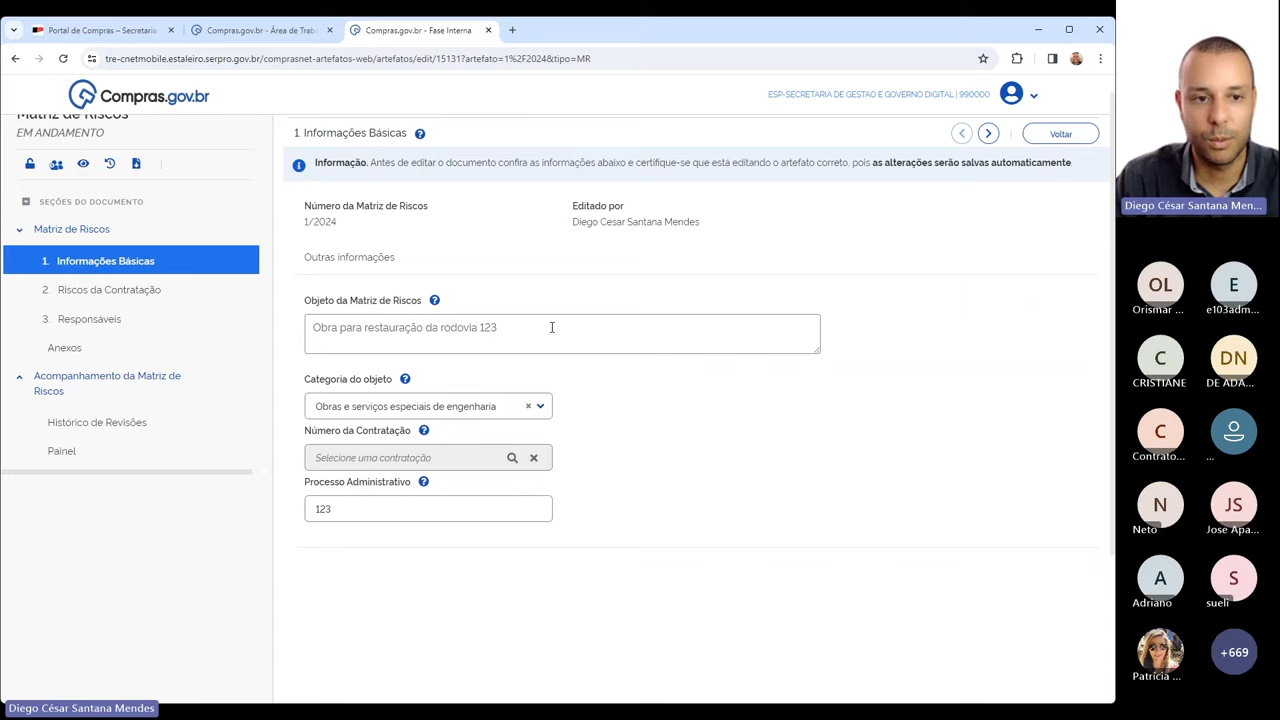 Portal de Compras – Secretaria
Compras.gov.br - Área de Trab
Compras.gov.br - Fase Interna
tre-cnetmobile.estaleiro.serpro.gov.br/comprasnet-artefatos-web/artefatos/edit/15131?artefato=1%2F2024&tipo=MR
Compras.gov.br
ESP-SECRETARIA DE GESTAO E GOVERNO DIGITAL | 990000
Matriz de Riscos
EM ANDAMENTO
SEÇÕES DO DOCUMENTO
Matriz de Riscos
1. Informações Básicas
2. Riscos da Contratação
3. Responsáveis
Anexos
Acompanhamento da Matriz de
Riscos
Histórico de Revisões
Painel
1. Informações Básicas
Voltar
Informação. Antes de editar o documento confira as informações abaixo e certifique-se que está editando o artefato correto, pois as alterações serão salvas automaticamente.
Número da Matriz de Riscos
1/2024
Editado por
Diego Cesar Santana Mendes
Outras informações
Objeto da Matriz de Riscos
Obra para restauração da rodovia 123
Categoria do objeto
Obras e serviços especiais de engenharia
Número da Contratação
Selecione uma contratação
Processo Administrativo
123
Diego César Santana Men...
OL
Orismar ...
E
e103adm...
C
CRISTIANE
DN
DE ADA...
C
Contrato...
...
N
Neto
JS
Jose Apa...
A
Adriano
S
sueli
Patrícia ...
+669
Diego César Santana Mendes